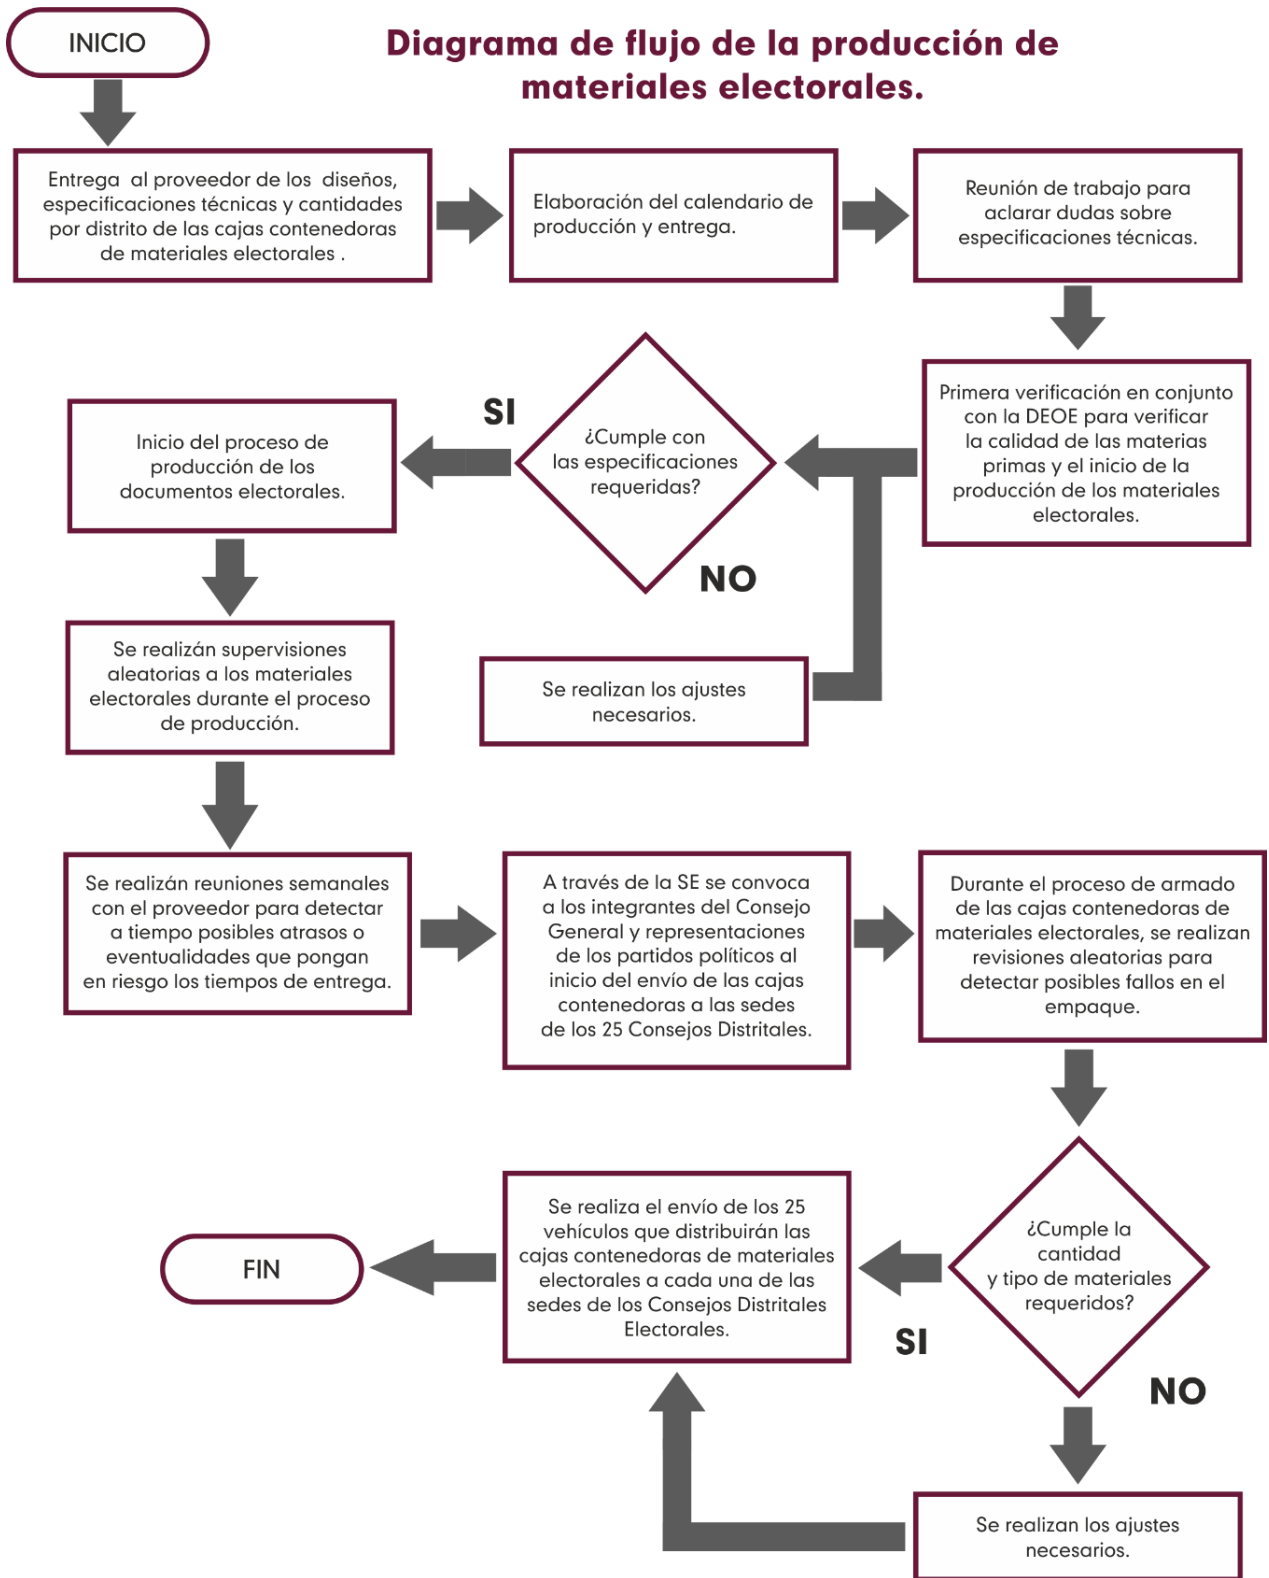 INICIO
Diagrama de flujo de la producción de
materiales electorales.
Entrega al proveedor de los diseños,
especificaciones técnicas y cantidades
por distrito de las cajas contenedoras
de materiales electorales .
Elaboración del calendario de
producción y entrega.
Reunión de trabajo para
aclarar dudas sobre
especificaciones técnicas.
Primera verificación en conjunto
con la DEOE para verificar
la calidad de las materias
primas y el inicio de la
producción de los materiales
electorales.
¿Cumple con
las especificaciones
requeridas?
SI
NO
Inicio del proceso de
producción de los
documentos electorales.
Se realizan los ajustes
necesarios.
Se realizán supervisiones
aleatorias a los materiales
electorales durante el proceso
de producción.
Se realizán reuniones semanales
con el proveedor para detectar
a tiempo posibles atrasos o
eventualidades que pongan
en riesgo los tiempos de entrega.
A través de la SE se convoca
a los integrantes del Consejo
General y representaciones
de los partidos políticos al
inicio del envío de las cajas
contenedoras a las sedes
de los 25 Consejos Distritales.
Durante el proceso de armado
de las cajas contenedoras de
materiales electorales, se realizan
revisiones aleatorias para
detectar posibles fallos en el
empaque.
¿Cumple la
cantidad
y tipo de materiales
requeridos?
SI
NO
Se realiza el envío de los 25
vehículos que distribuirán las
cajas contenedoras de materiales
electorales a cada una de las
sedes de los Consejos Distritales
Electorales.
FIN
Se realizan los ajustes
necesarios.